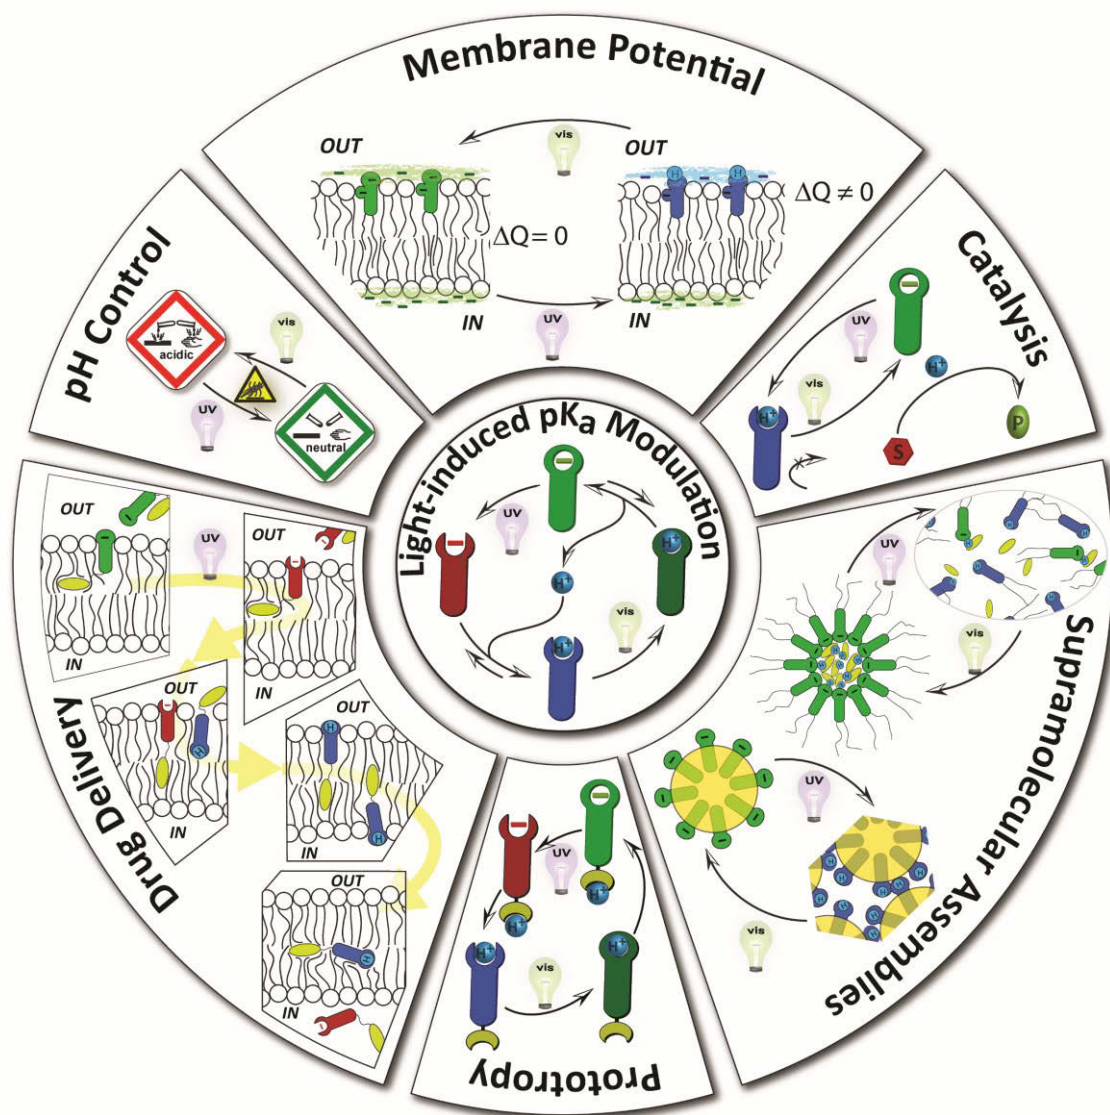 Membrane Potential
OUT
vis
OUT
H
H
ΔQ = 0
ΔQ ≠ 0
IN
UV
IN
Catalysis
UV
vis
H+
H+
S
P
pH Control
acidic
vis
UV
neutral
Light-induced pKa Modulation
UV
H+
H+
vis
H+
Supramolecular Assemblies
UV
vis
UV
vis
Prototropy
UV
H+
H+
H+
vis
H+
Drug Delivery
OUT
UV
IN
OUT
IN
OUT
H
IN
OUT
H
H
IN
OUT
H
IN